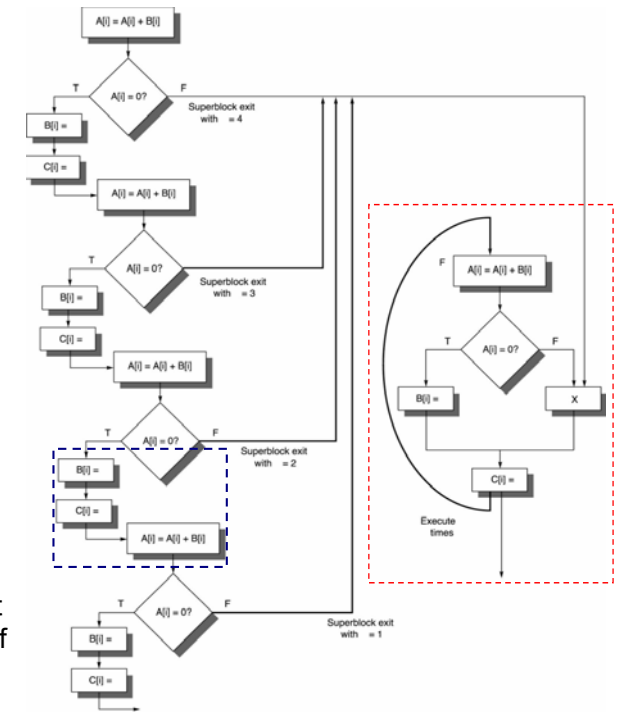 A[i] = A[i] + B[i]
T
A[i] = 0?
F
Superblock exit
with = 4
B[i] =
C[i] =
A[i] = A[i] + B[i]
T
A[i] = 0?
Superblock exit
with = 3
B[i] =
C[i] =
A[i] = A[i] + B[i]
T
A[i] = 0?
F
Superblock exit
with = 2
B[i] =
C[i] =
A[i] = A[i] + B[i]
T
A[i] = 0?
F
Superblock exit
with = 1
B[i] =
C[i] =
t
f
F
A[i] = A[i] + B[i]
T
A[i] = 0?
F
B[i] =
X
C[i] =
Execute
times